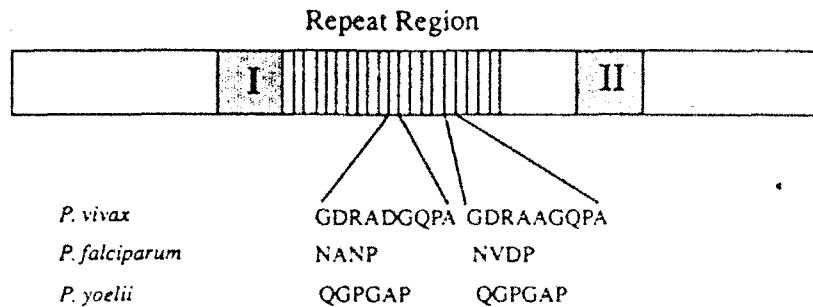 Repeat Region
I II
P. vivax GDRADGQPA GDRAAGQPA
P. falciparum NANP NVDP
P. yoelii QGPGAP QGPGAP